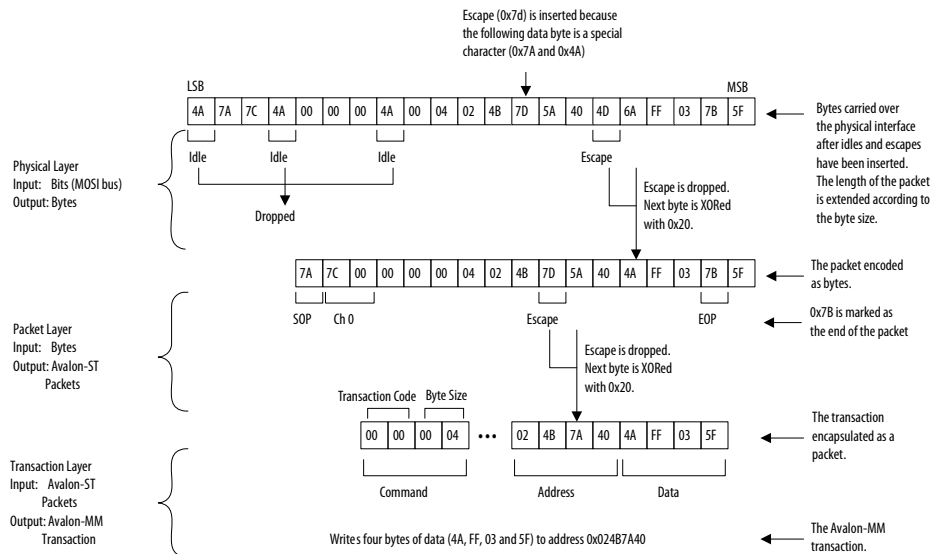 Escape (0x7d) is inserted because
the following data byte is a special
character (0x7A and 0x4A)
LSB MSB
4A 7A 7C 4A 00 00 00 4A 00 04 02 4B 7D 5A 40 4D 6A FF 03 7B 5F
Bytes carried over
the physical interface
after idles and escapes
have been inserted.
The length of the packet
is extended according to
the byte size.
Physical Layer
Input: Bits (MOSI bus)
Output: Bytes
Idle Idle Idle Escape
Dropped
Escape is dropped.
Next byte is XORed
with 0x20.
7A 7C 00 00 00 00 04 02 4B 7D 5A 40 4A FF 03 7B 5F
The packet encoded
as bytes.
SOP Ch 0 Escape EOP
0x7B is marked as
the end of the packet
Packet Layer
Input: Bytes
Output: Avalon-ST
Packets
Escape is dropped.
Next byte is XORed
with 0x20.
Transaction Code Byte Size
00 00 00 04 ••• 02 4B 7A 40 4A FF 03 5F
The transaction
encapsulated as a
packet.
Command Address Data
Transaction Layer
Input: Avalon-ST
Packets
Output: Avalon-MM
Transaction
Writes four bytes of data (4A, FF, 03 and 5F) to address 0x024B7A40
The Avalon-MM
transaction.